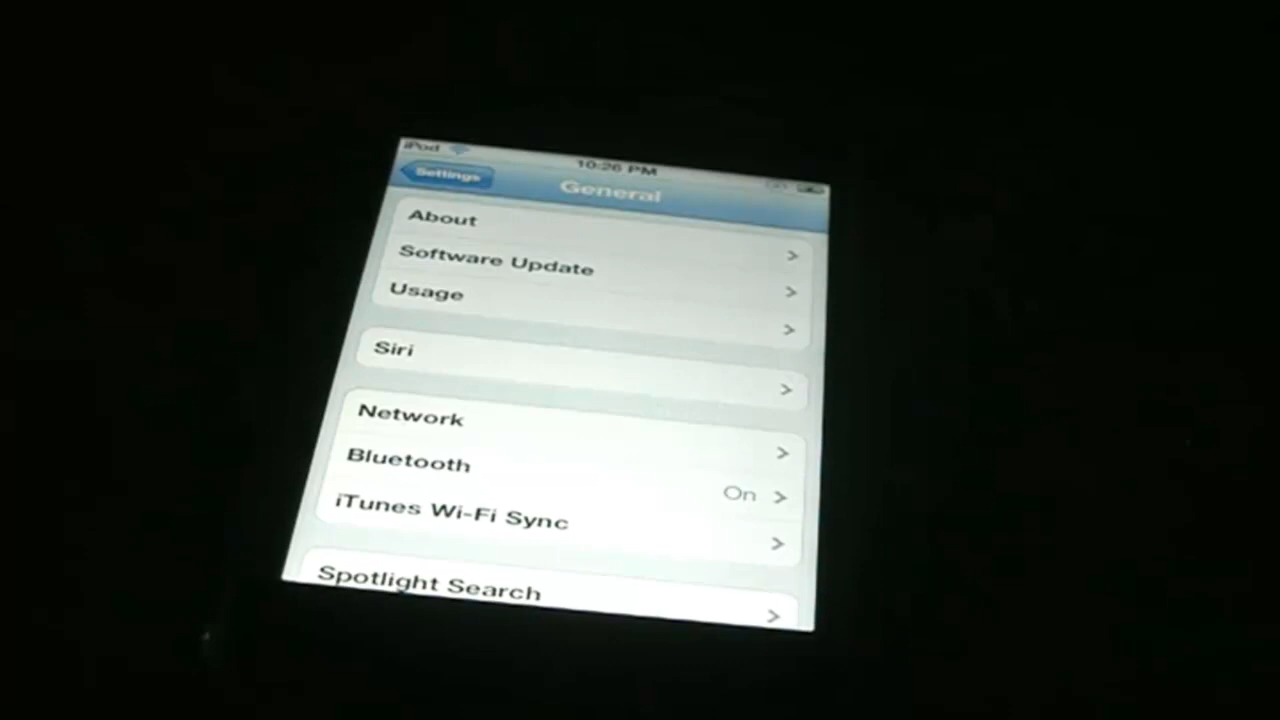 iPod 10:26 PM
Settings General
About
Software Update
Usage
Siri
Network
Bluetooth On
iTunes Wi-Fi Sync
Spotlight Search